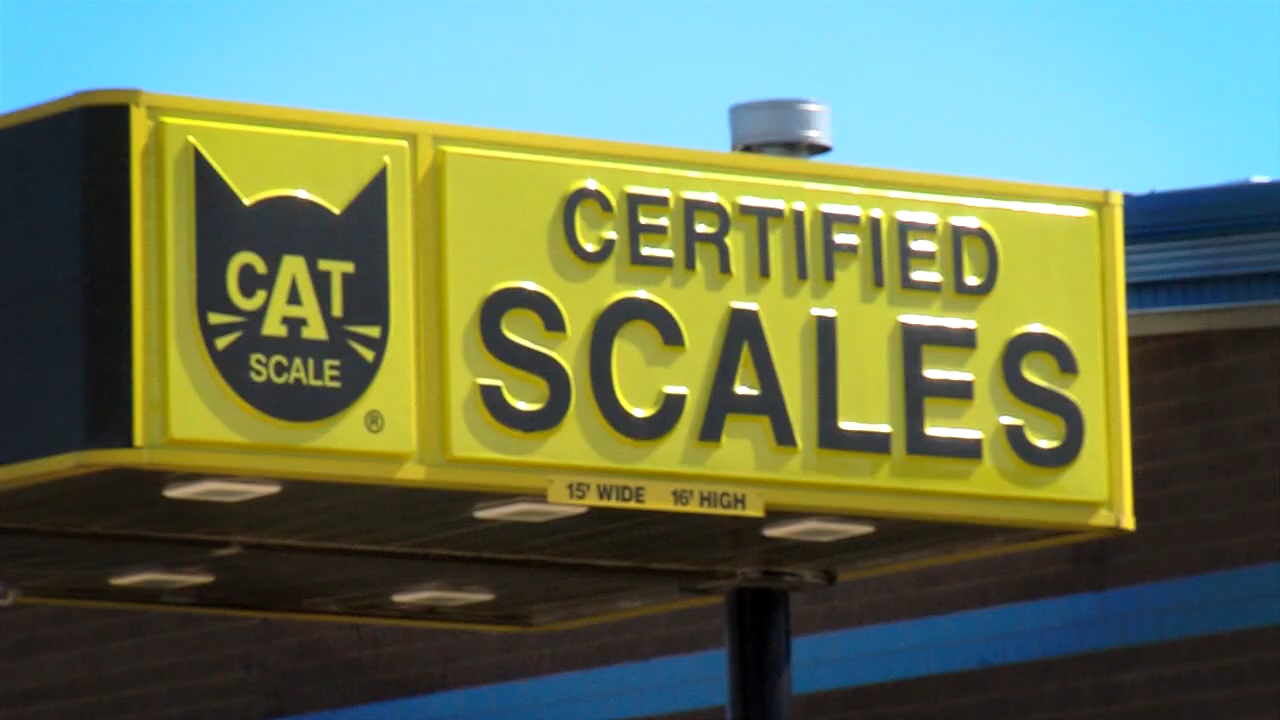 CAT
SCALE
®
CERTIFIED
SCALES
15' WIDE 16' HIGH